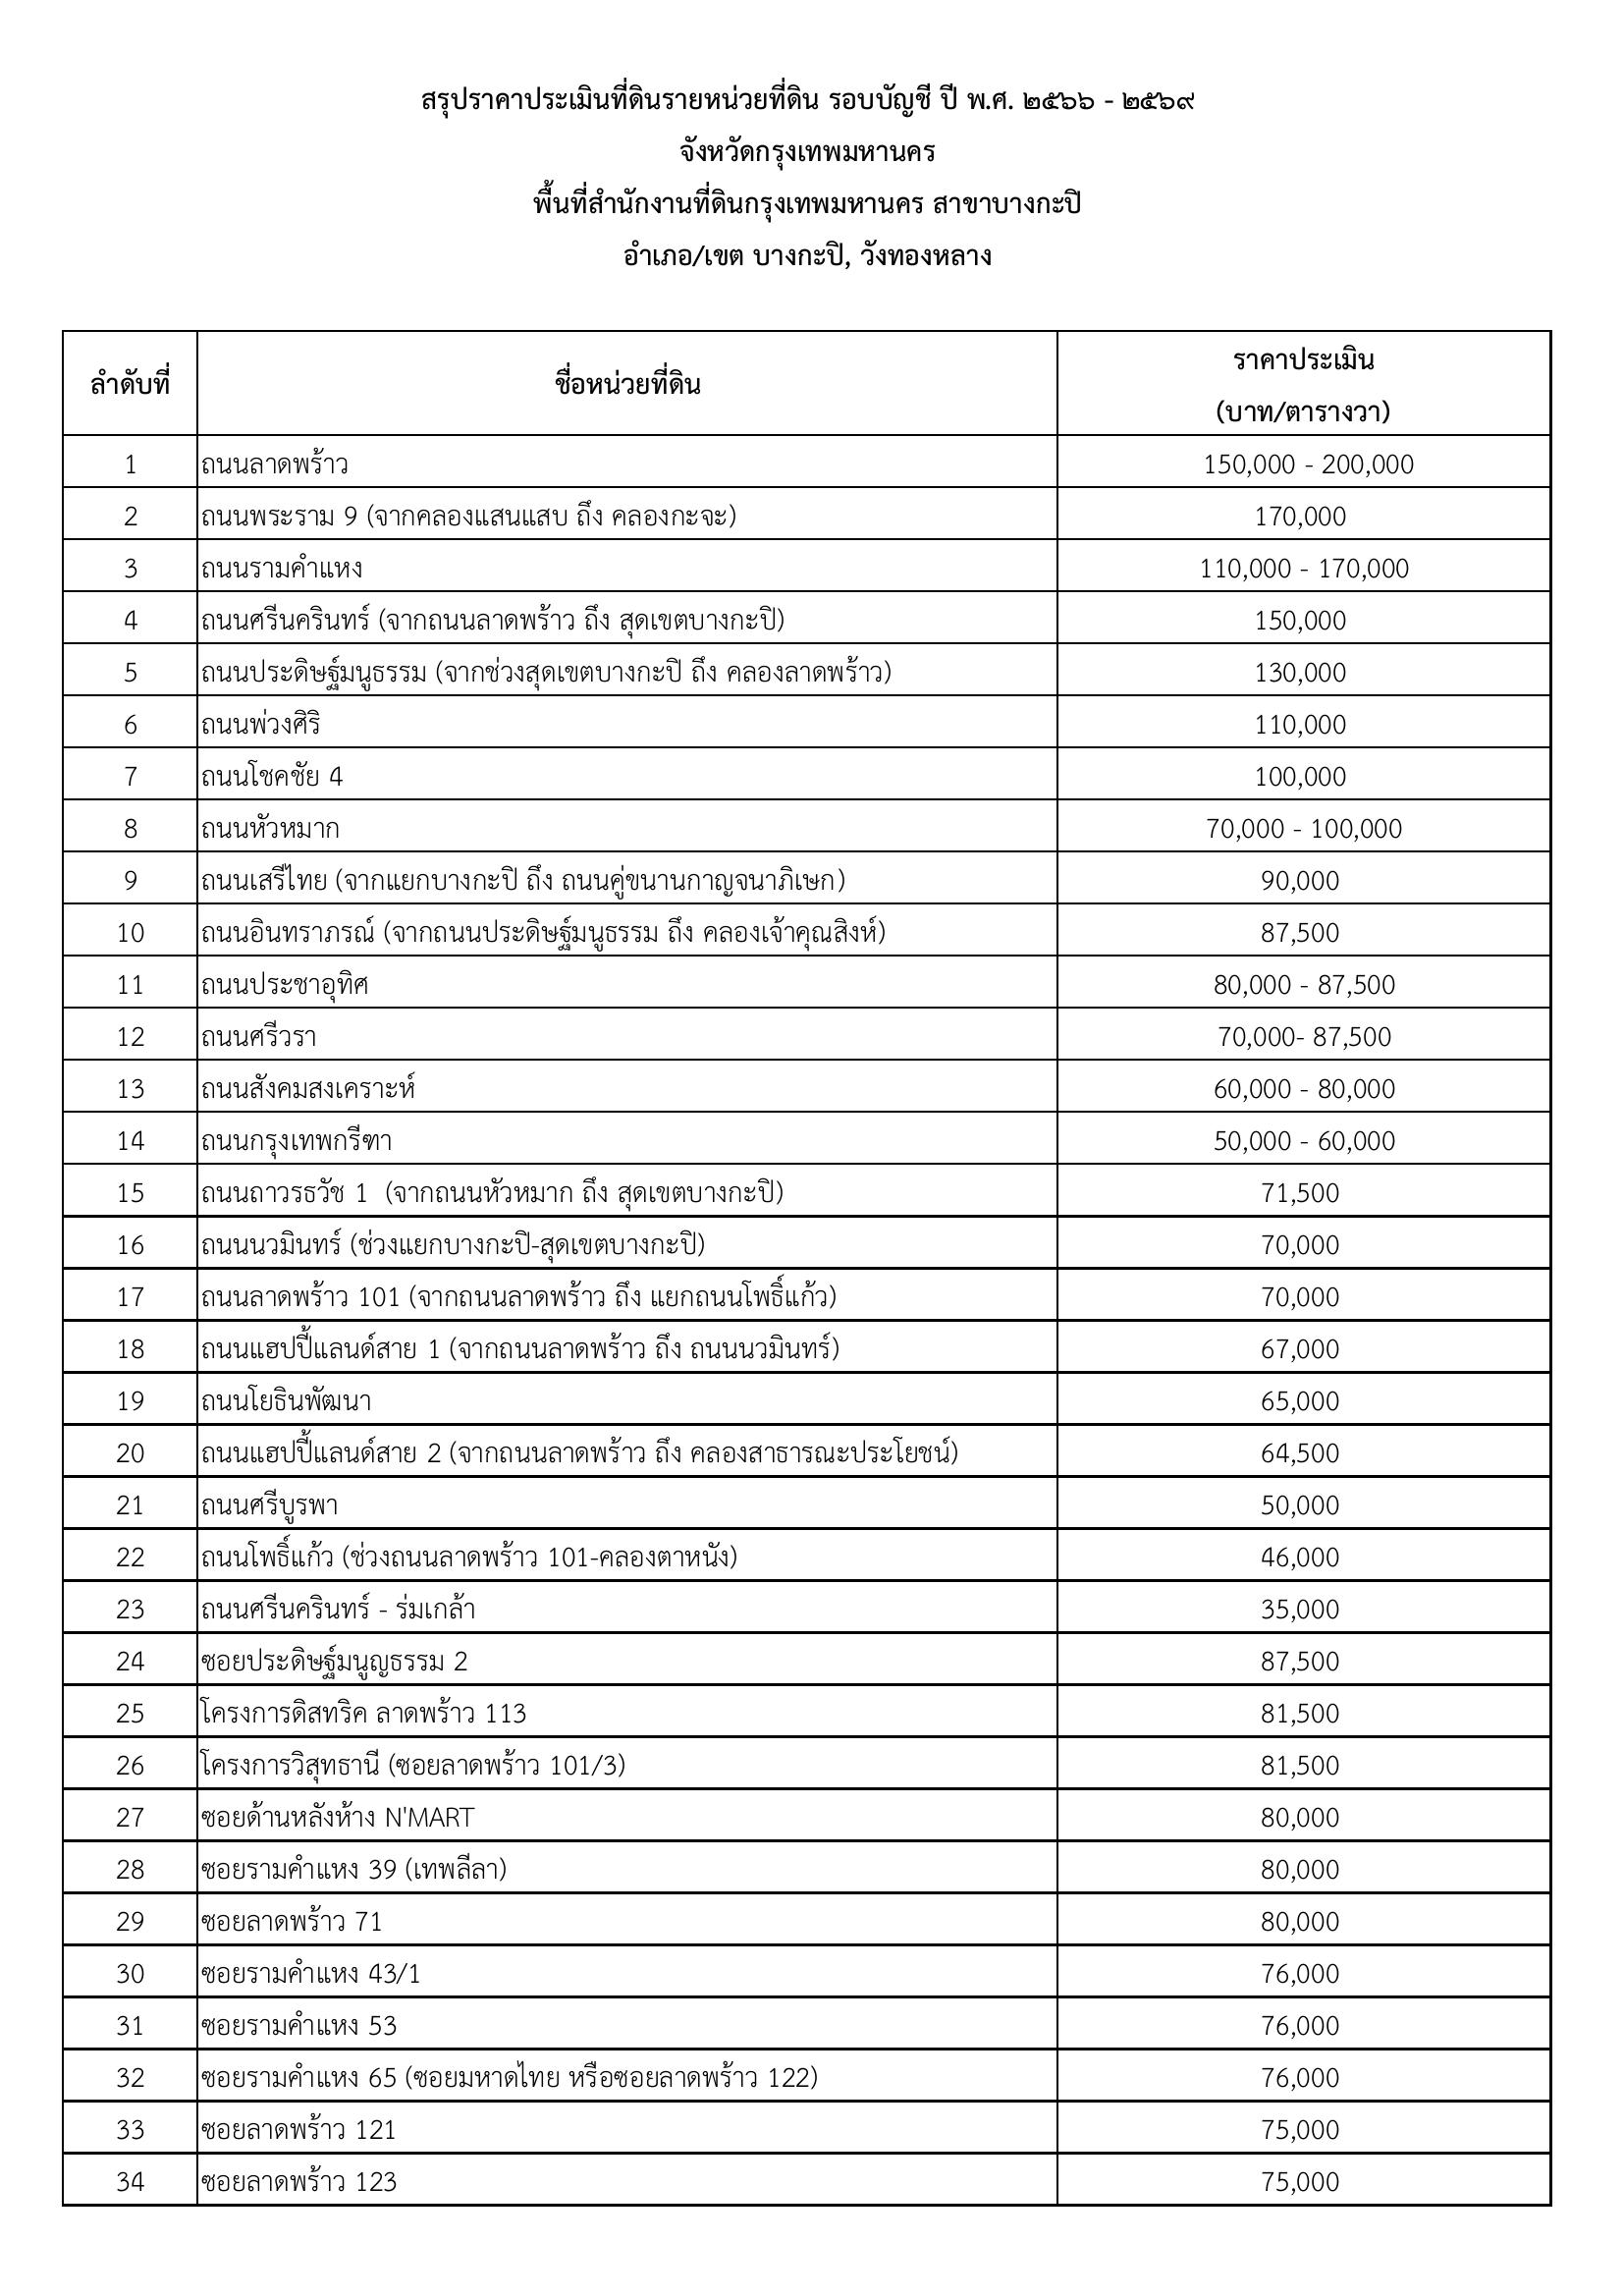 สรุปราคาประเมินที่ดินรายหน่วยที่ดิน รอบบัญชี ปี พ.ศ. ๒๕๖๖ - ๒๕๖๙
จังหวัดกรุงเทพมหานคร
พื้นที่สำนักงานที่ดินกรุงเทพมหานคร สาขาบางกะปิ
อำเภอ/เขต บางกะปิ, วังทองหลาง
ลำดับที่ ชื่อหน่วยที่ดิน ราคาประเมิน
(บาท/ตารางวา)
1 ถนนลาดพร้าว 150,000 - 200,000
2 ถนนพระราม 9 (จากคลองแสนแสบ ถึง คลองกะจะ) 170,000
3 ถนนรามคำแหง 110,000 - 170,000
4 ถนนศรีนครินทร์ (จากถนนลาดพร้าว ถึง สุดเขตบางกะปิ) 150,000
5 ถนนประดิษฐ์มนูธรรม (จากช่วงสุดเขตบางกะปิ ถึง คลองลาดพร้าว) 130,000
6 ถนนพ่วงศิริ 110,000
7 ถนนโชคชัย 4 100,000
8 ถนนหัวหมาก 70,000 - 100,000
9 ถนนเสรีไทย (จากแยกบางกะปิ ถึง ถนนคู่ขนานกาญจนาภิเษก) 90,000
10 ถนนอินทราภรณ์ (จากถนนประดิษฐ์มนูธรรม ถึง คลองเจ้าคุณสิงห์) 87,500
11 ถนนประชาอุทิศ 80,000 - 87,500
12 ถนนศรีวรา 70,000- 87,500
13 ถนนสังคมสงเคราะห์ 60,000 - 80,000
14 ถนนกรุงเทพกรีฑา 50,000 - 60,000
15 ถนนถาวรธวัช 1 (จากถนนหัวหมาก ถึง สุดเขตบางกะปิ) 71,500
16 ถนนนวมินทร์ (ช่วงแยกบางกะปิ-สุดเขตบางกะปิ) 70,000
17 ถนนลาดพร้าว 101 (จากถนนลาดพร้าว ถึง แยกถนนโพธิ์แก้ว) 70,000
18 ถนนแฮปปี้แลนด์สาย 1 (จากถนนลาดพร้าว ถึง ถนนนวมินทร์) 67,000
19 ถนนโยธินพัฒนา 65,000
20 ถนนแฮปปี้แลนด์สาย 2 (จากถนนลาดพร้าว ถึง คลองสาธารณะประโยชน์) 64,500
21 ถนนศรีบูรพา 50,000
22 ถนนโพธิ์แก้ว (ช่วงถนนลาดพร้าว 101-คลองตาหนัง) 46,000
23 ถนนศรีนครินทร์ - ร่มเกล้า 35,000
24 ซอยประดิษฐ์มนูญธรรม 2 87,500
25 โครงการดิสทริค ลาดพร้าว 113 81,500
26 โครงการวิสุทธานี (ซอยลาดพร้าว 101/3) 81,500
27 ซอยด้านหลังห้าง N'MART 80,000
28 ซอยรามคำแหง 39 (เทพลีลา) 80,000
29 ซอยลาดพร้าว 71 80,000
30 ซอยรามคำแหง 43/1 76,000
31 ซอยรามคำแหง 53 76,000
32 ซอยรามคำแหง 65 (ซอยมหาดไทย หรือซอยลาดพร้าว 122) 76,000
33 ซอยลาดพร้าว 121 75,000
34 ซอยลาดพร้าว 123 75,000